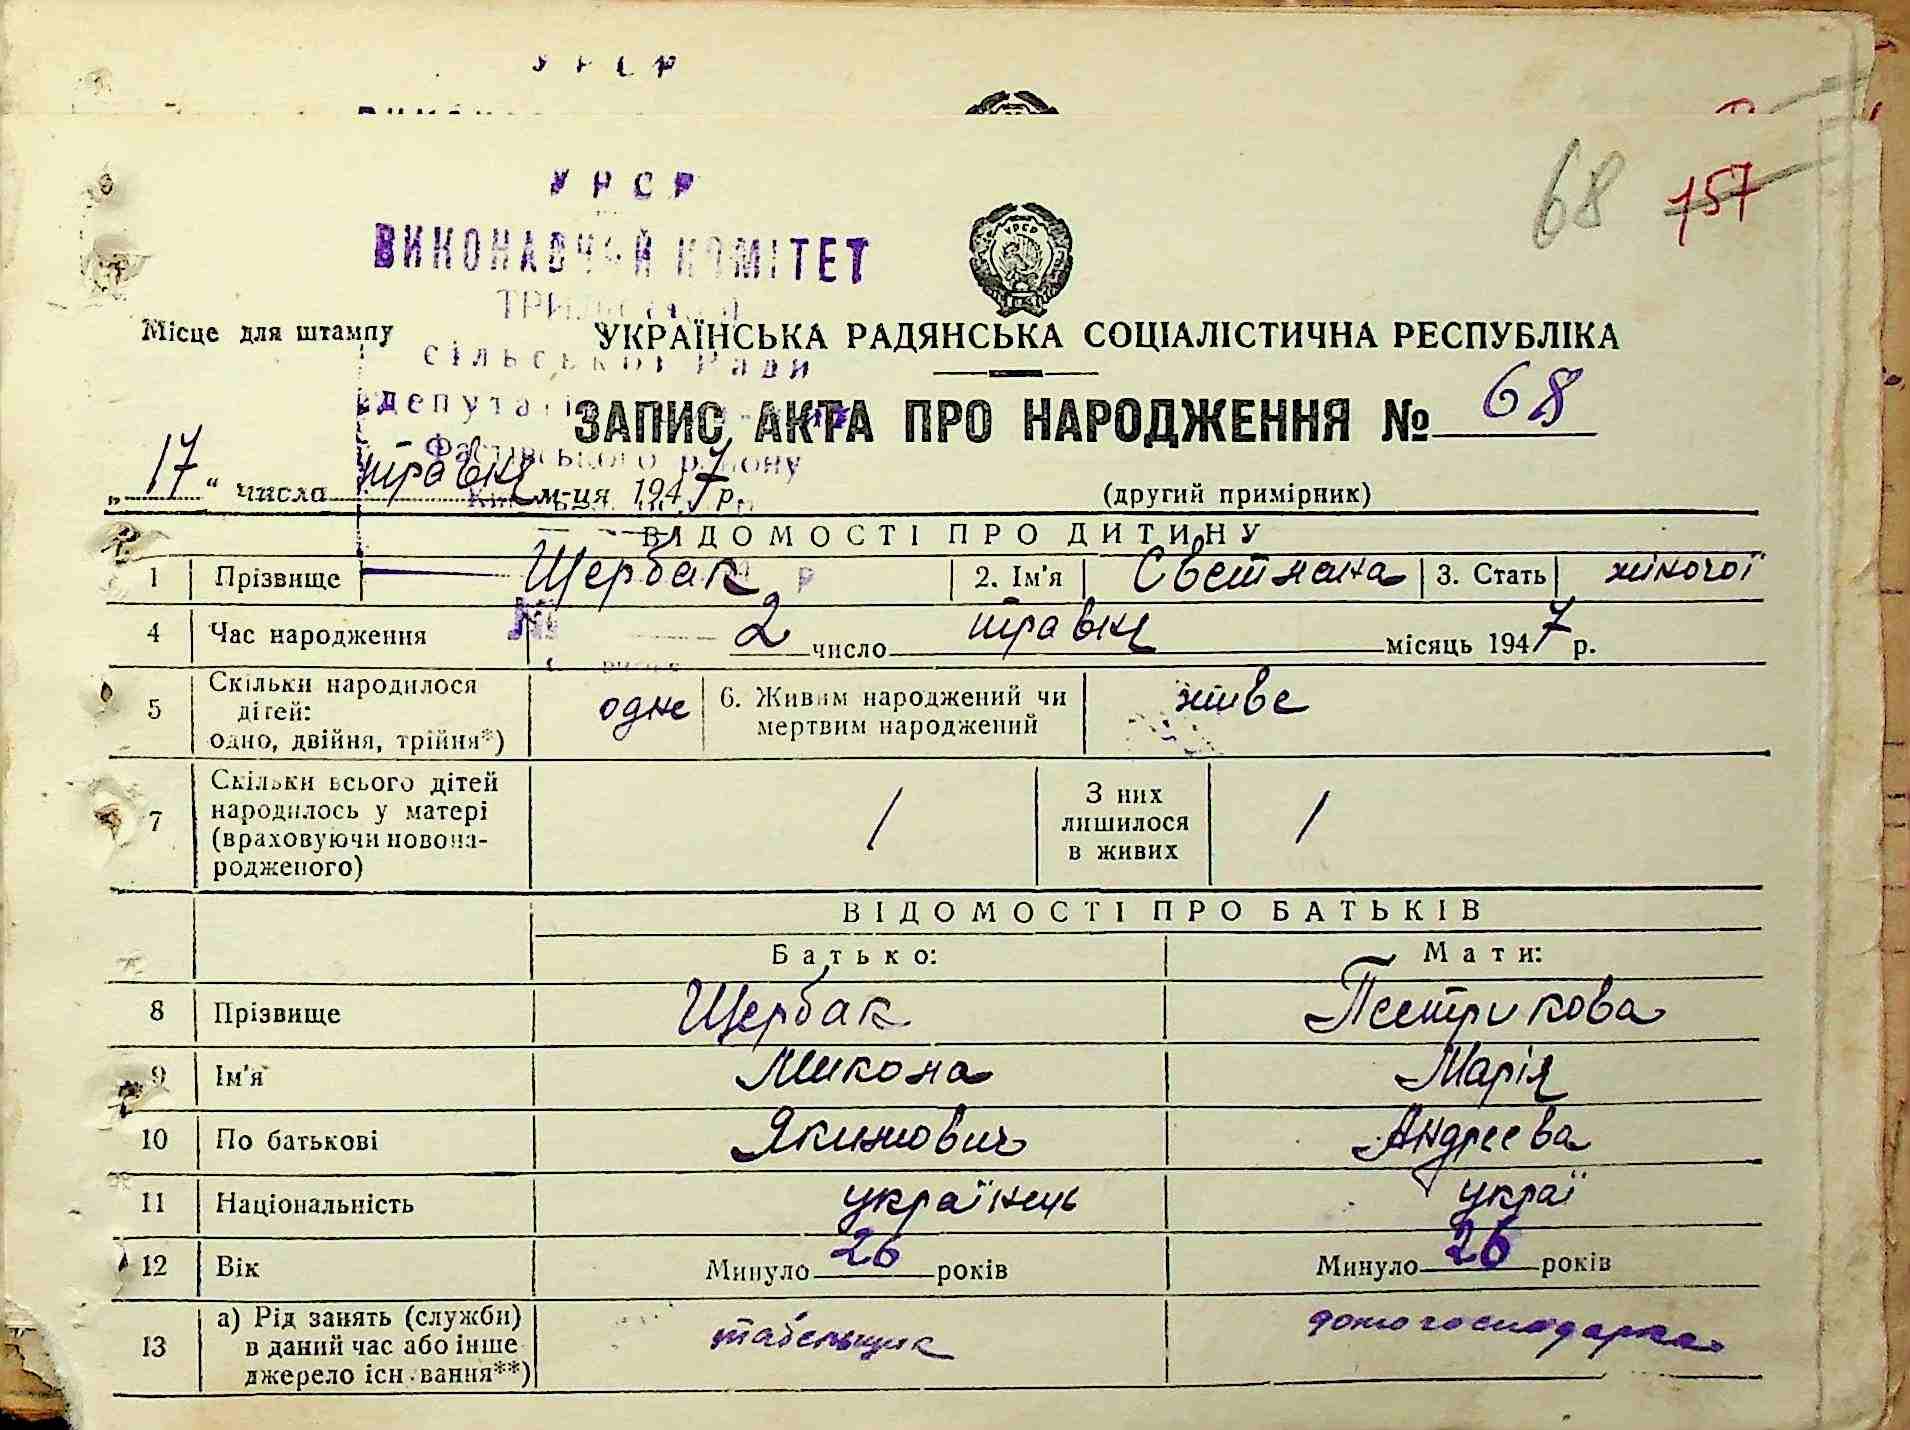 УРСР
68 157
УРСР
ВИКОНАВЧИЙ КОМІТЕТ
Місце для штампу
УКРАЇНСЬКА РАДЯНСЬКА СОЦІАЛІСТИЧНА РЕСПУБЛІКА
сільської Ради
ЗАПИС АКТА ПРО НАРОДЖЕННЯ № 68
Фастівського району
„17“ числа травня м-ця 1947 р.
(другий примірник)
ВІДОМОСТІ ПРО ДИТИНУ
1 Прізвище Щербак 2. Ім'я Светлана 3. Стать жіночої
4 Час народження 2 число травня місяць 1947 р.
5 Скільки народилося дітей: одно, двійня, трійня*) одне 6. Живим народжений чи мертвим народжений живе
7 Скільки всього дітей народилось у матері (враховуючи новонародженого) 1 З них лишилося в живих 1
ВІДОМОСТІ ПРО БАТЬКІВ
Батько: Мати:
8 Прізвище Щербак Пестрикова
9 Ім'я Микола Марія
10 По батькові Якимович Андреева
11 Національність українець украї
12 Вік Минуло 26 років Минуло 26 років
13 а) Рід занять (служби) в даний час або інше джерело існування**) табельщик домогосподарка